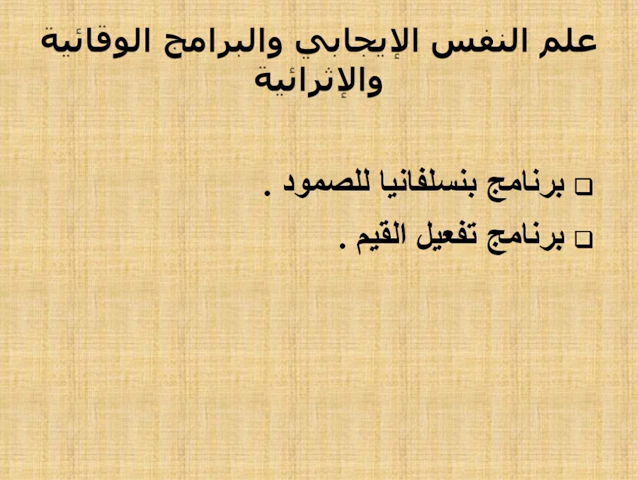 علم النفس الإيجابي والبرامج الوقائية
والإثرائية
❑ برنامج بنسلفانيا للصمود .
❑ برنامج تفعيل القيم .